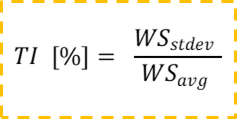 TI [%] = WS_stdev / WS_avg